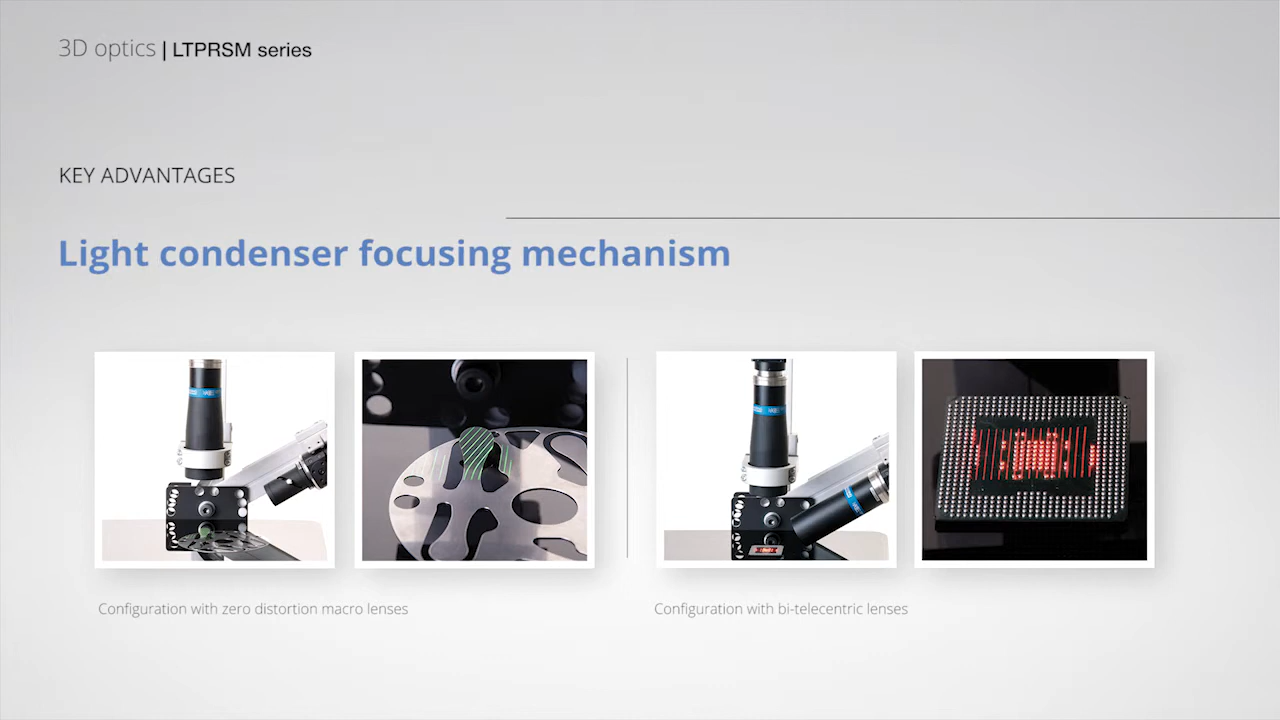 3D optics | LTPRSM series
KEY ADVANTAGES
Light condenser focusing mechanism
Configuration with zero distortion macro lenses
Configuration with bi-telecentric lenses